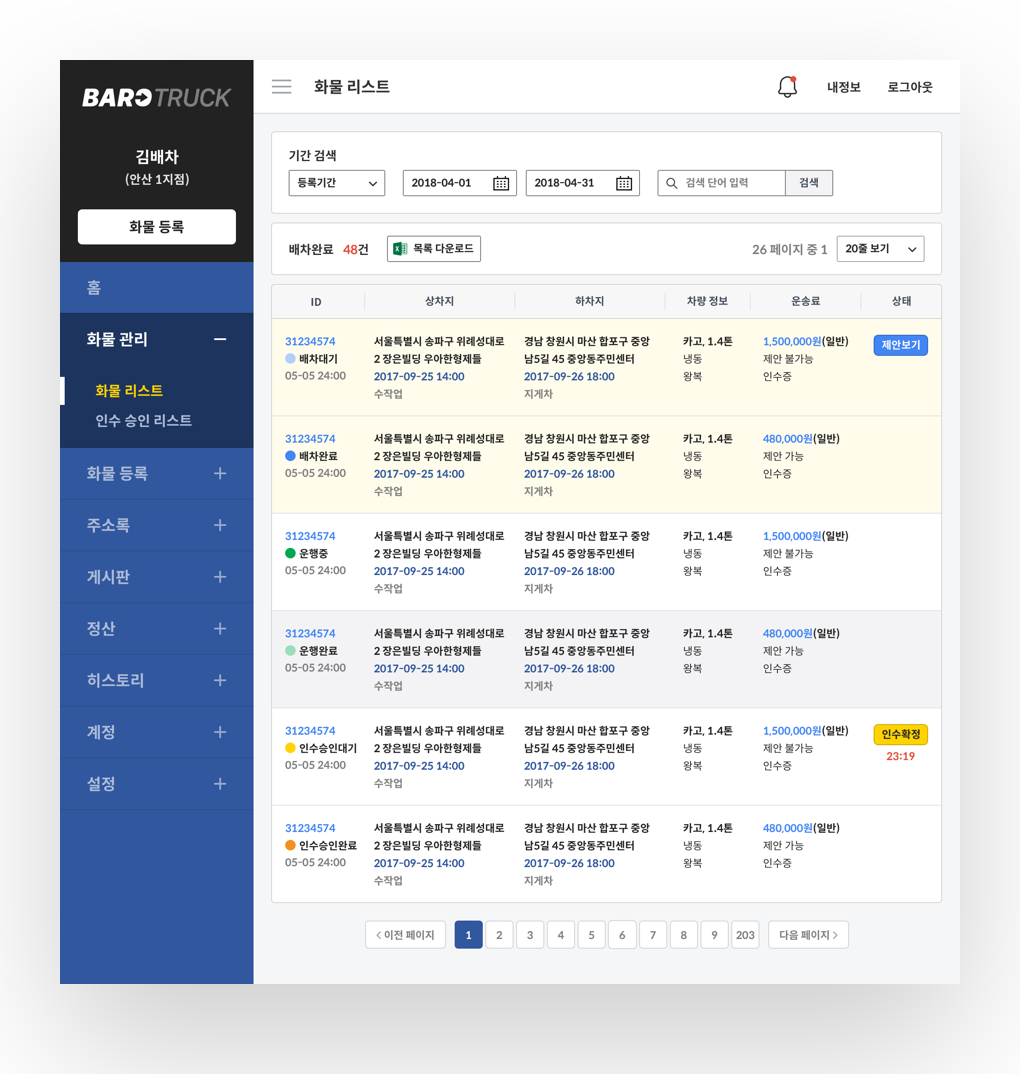 BAROTRUCK
김배차
(안산 1지점)
화물 등록
홈
화물 관리
화물 리스트
인수 승인 리스트
화물 등록
주소록
게시판
정산
히스토리
계정
설정
화물 리스트
내정보 로그아웃
기간 검색
등록기간 2018-04-01 2018-04-31 검색 단어 입력 검색
배차완료 48건 목록 다운로드 26 페이지 중 1 20줄 보기
ID 상차지 하차지 차량 정보 운송료 상태
31234574 서울특별시 송파구 위례성대로 경남 창원시 마산 합포구 중앙 카고, 1.4톤 1,500,000원(일반) 제안보기
배차대기 2 장은빌딩 우아한형제들 남5길 45 중앙동주민센터 냉동 제안 불가능
05-05 24:00 2017-09-25 14:00 2017-09-26 18:00 왕복 인수증
수작업 지게차
31234574 서울특별시 송파구 위례성대로 경남 창원시 마산 합포구 중앙 카고, 1.4톤 480,000원(일반)
배차완료 2 장은빌딩 우아한형제들 남5길 45 중앙동주민센터 냉동 제안 가능
05-05 24:00 2017-09-25 14:00 2017-09-26 18:00 왕복 인수증
수작업 지게차
31234574 서울특별시 송파구 위례성대로 경남 창원시 마산 합포구 중앙 카고, 1.4톤 1,500,000원(일반)
운행중 2 장은빌딩 우아한형제들 남5길 45 중앙동주민센터 냉동 제안 불가능
05-05 24:00 2017-09-25 14:00 2017-09-26 18:00 왕복 인수증
수작업 지게차
31234574 서울특별시 송파구 위례성대로 경남 창원시 마산 합포구 중앙 카고, 1.4톤 480,000원(일반)
운행완료 2 장은빌딩 우아한형제들 남5길 45 중앙동주민센터 냉동 제안 가능
05-05 24:00 2017-09-25 14:00 2017-09-26 18:00 왕복 인수증
수작업 지게차
31234574 서울특별시 송파구 위례성대로 경남 창원시 마산 합포구 중앙 카고, 1.4톤 1,500,000원(일반) 인수확정
인수승인대기 2 장은빌딩 우아한형제들 남5길 45 중앙동주민센터 냉동 제안 불가능 23:19
05-05 24:00 2017-09-25 14:00 2017-09-26 18:00 왕복 인수증
수작업 지게차
31234574 서울특별시 송파구 위례성대로 경남 창원시 마산 합포구 중앙 카고, 1.4톤 480,000원(일반)
인수승인완료 2 장은빌딩 우아한형제들 남5길 45 중앙동주민센터 냉동 제안 가능
05-05 24:00 2017-09-25 14:00 2017-09-26 18:00 왕복 인수증
수작업 지게차
이전 페이지 1 2 3 4 5 6 7 8 9 203 다음 페이지